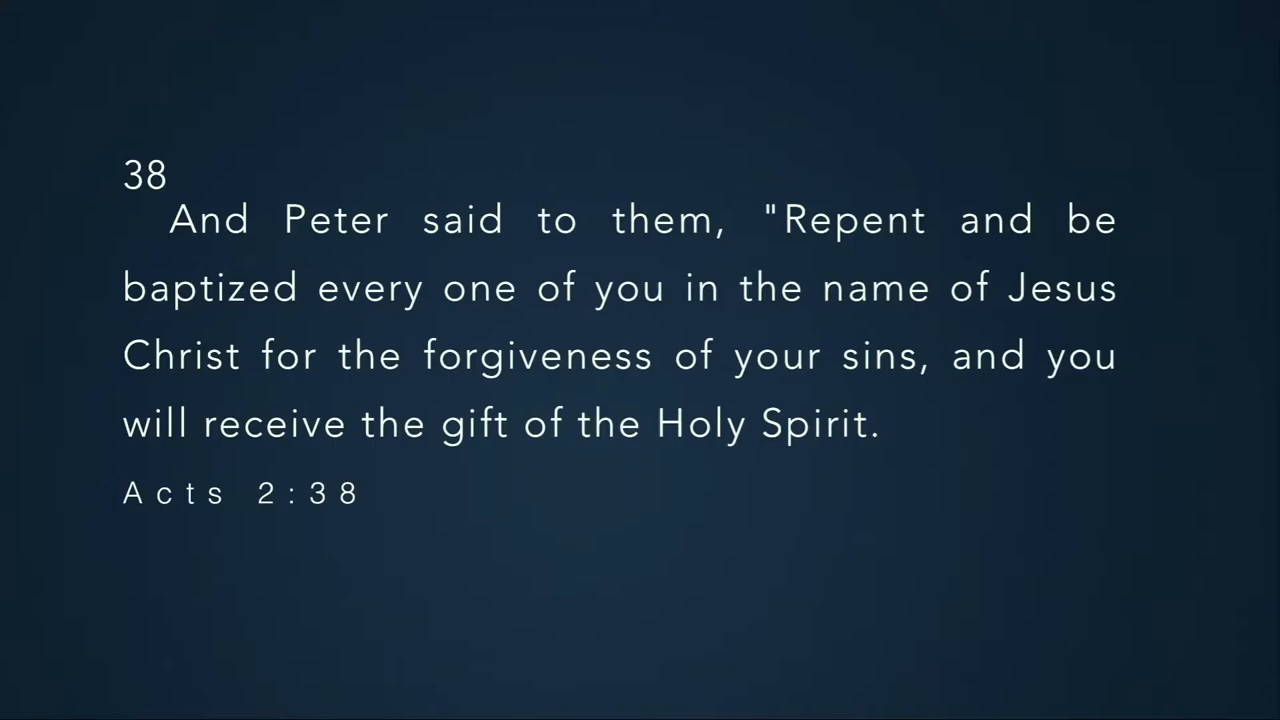 38
And Peter said to them, "Repent and be
baptized every one of you in the name of Jesus
Christ for the forgiveness of your sins, and you
will receive the gift of the Holy Spirit.
Acts 2:38